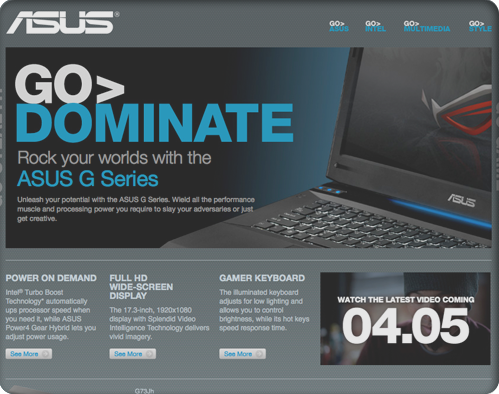 ASUS®
GO> GO> GO> GO>
ASUS INTEL MULTIMEDIA STYLE
GO>
DOMINATE
Rock your worlds with the
ASUS G Series
Unleash your potential with the ASUS G Series. Wield all the performance
muscle and processing power you require to slay your adversaries or just
get creative.
ASUS
POWER ON DEMAND
Intel® Turbo Boost
Technology* automatically
ups processor speed when
you need it, while ASUS
Power4 Gear Hybrid lets you
adjust power usage.
See More
FULL HD
WIDE-SCREEN
DISPLAY
The 17.3-inch, 1920x1080
display with Splendid Video
Intelligence Technology delivers
vivid imagery.
See More
GAMER KEYBOARD
The illuminated keyboard
adjusts for low lighting and
allows you to control
brightness, while its hot keys
speed response time.
See More
WATCH THE LATEST VIDEO COMING
04.05
G73Jh